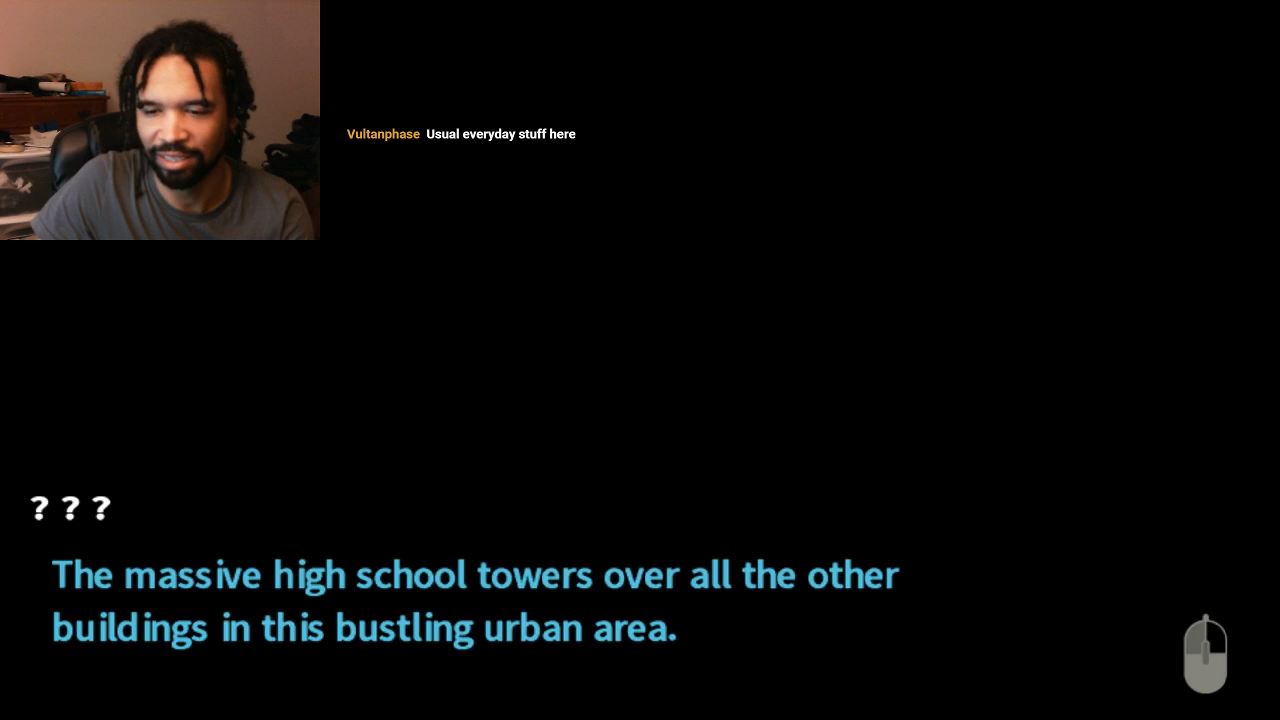 Vultanphase Usual everyday stuff here
? ? ?
The massive high school towers over all the other
buildings in this bustling urban area.